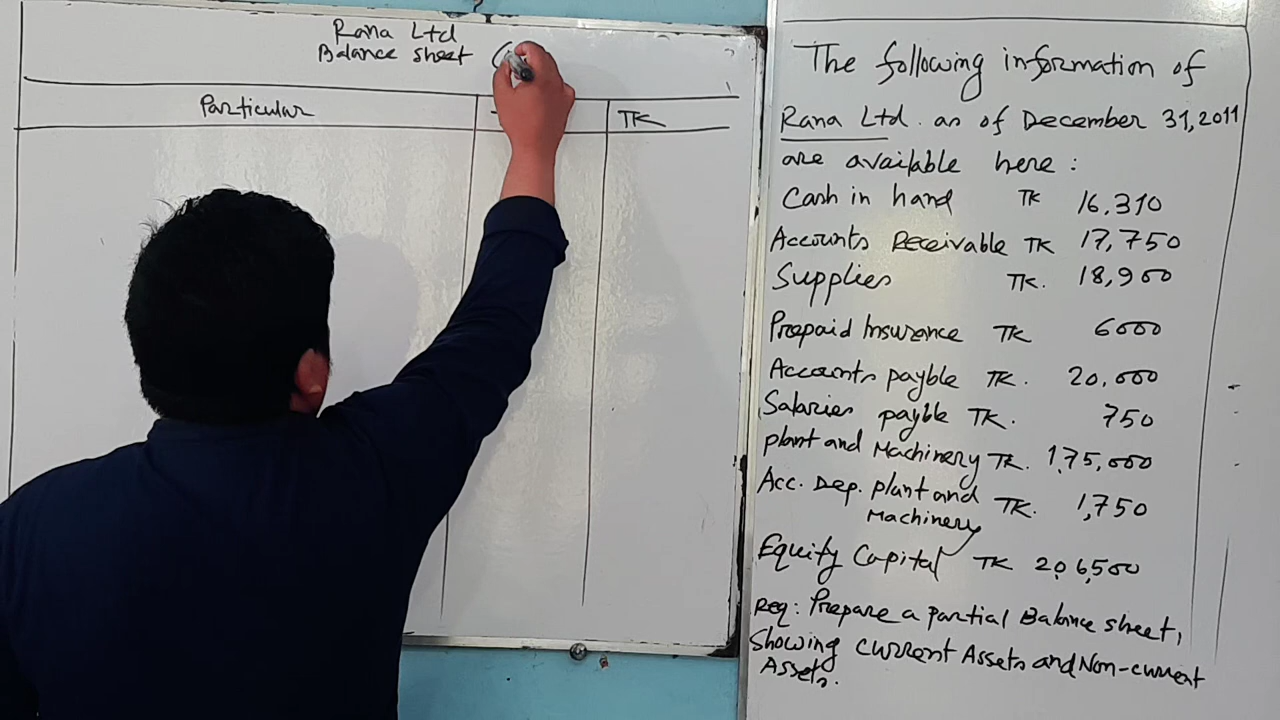 Rana Ltd
Balance sheet (
Particular
TK
The following information of
Rana Ltd. as of December 31,2011
are available here :
Cash in hand TK 16,310
Accounts Receivable TK 17,750
Supplies TK. 18,900
Prepaid Insurance TK 6000
Accounts payble TK. 20,000
Salaries payble TK. 750
plant and Machinery TK. 1,75,000
Acc. Dep. plant and TK. 1,750
Machinery
Equity Capital TK 2,06,500
Req: Prepare a partial Balance sheet,
Showing current Assets and Non-current
Assets.